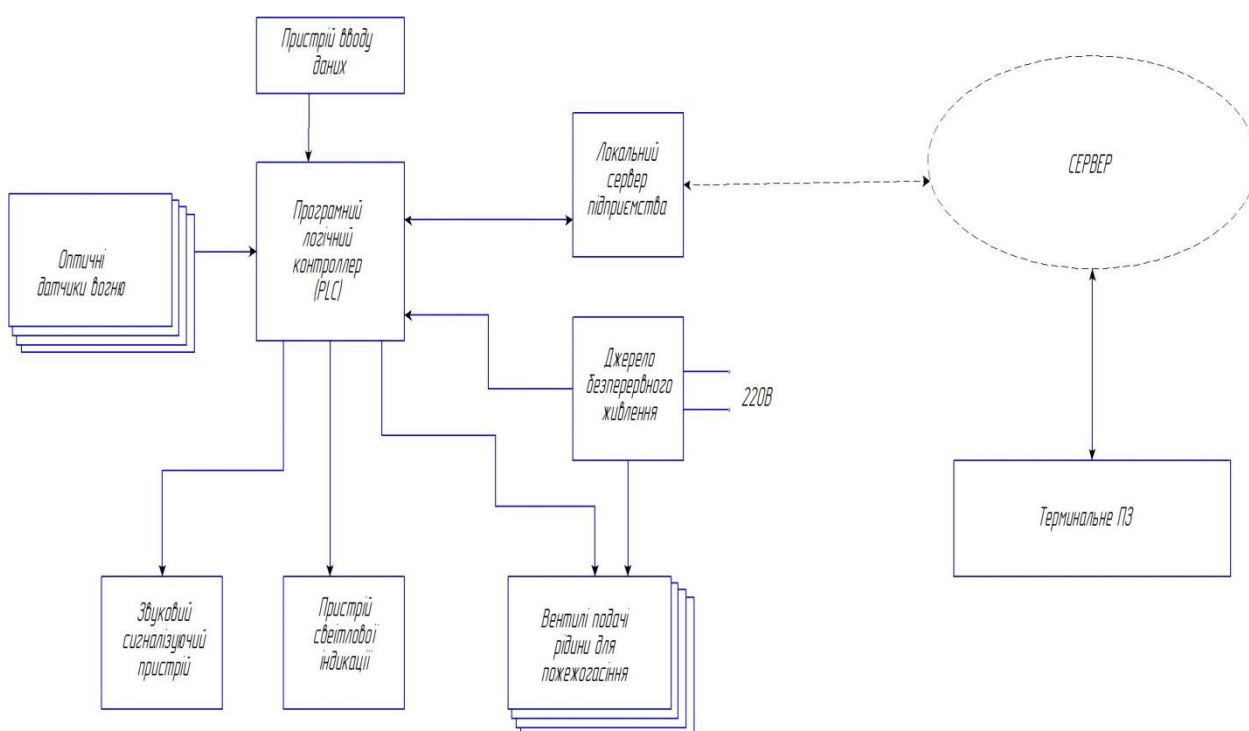 Пристрій вводу
даних
Оптичні
датчики вогню
Програмний
логічний
контроллер
(PLC)
Локальний
сервер
підприємства
СЕРВЕР
Джерело
безперервного
живлення
220В
Термінальне ПЗ
Звуковий
сигналізуючий
пристрій
Пристрій
светлової
індикації
Вентилі подачі
рідини для
пожежогасіння